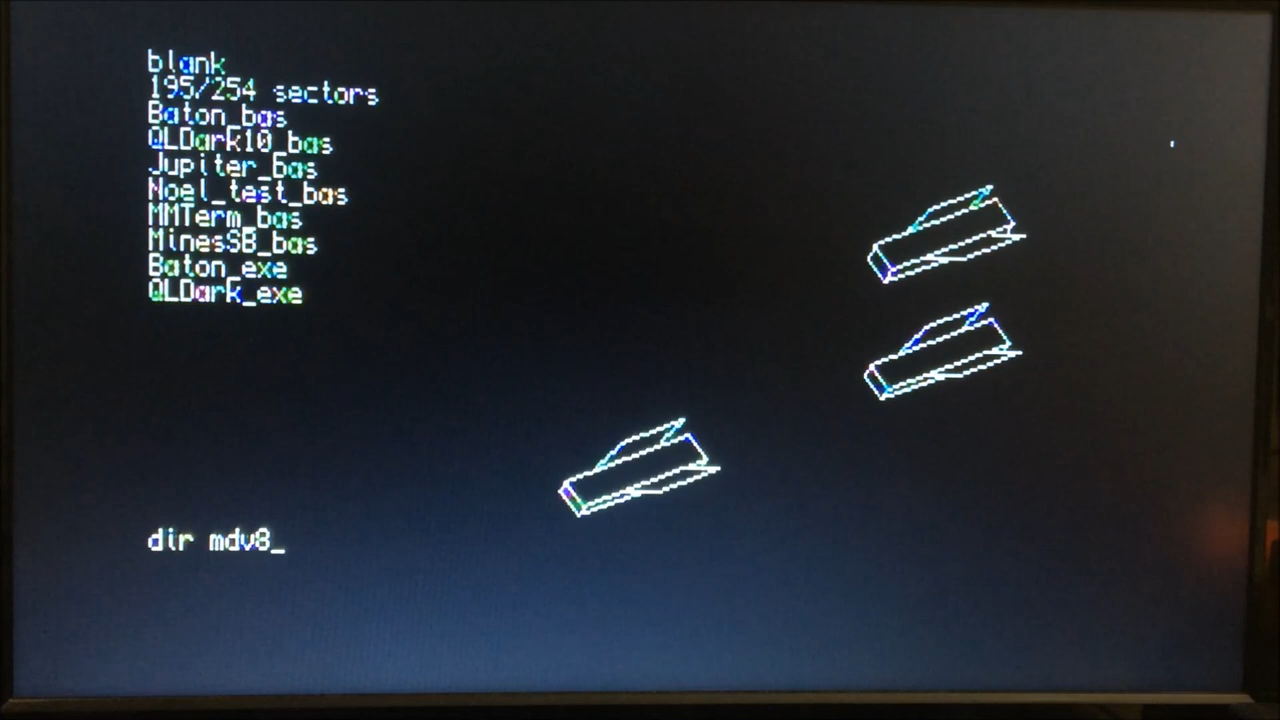 blank
195/254 sectors
Baton_bas
QLDark10_bas
Jupiter_bas
Noel_test_bas
MMTerm_bas
MinesSB_bas
Baton_exe
QLDark_exe
dir mdv8_